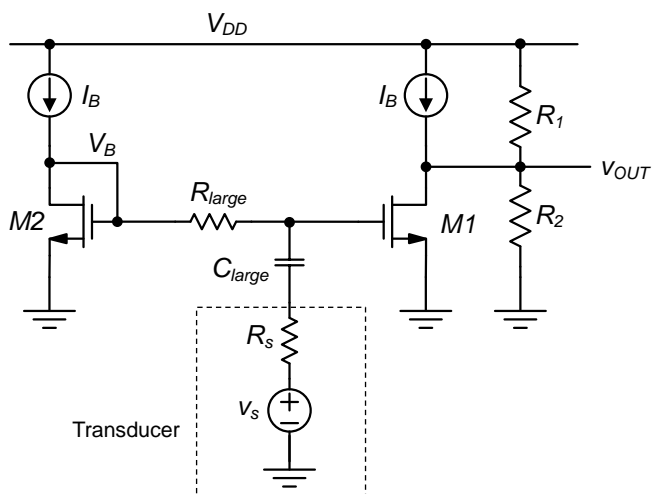 V_DD
I_B
I_B
R_1
V_B
v_OUT
R_large
M2
M1
R_2
C_large
R_s
v_s
+
−
Transducer